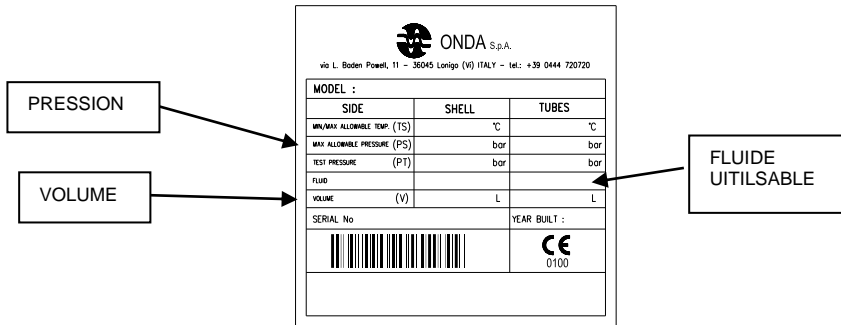 ONDA S.p.A.
via L. Baden Powell, 11 - 36045 Lonigo (Vi) ITALY - tel.: +39 0444 720720
MODEL :
SIDE SHELL TUBES
MIN/MAX ALLOWABLE TEMP. (TS) °C °C
MAX ALLOWABLE PRESSURE (PS) bar bar
TEST PRESSURE (PT) bar bar
FLUID
VOLUME (V) L L
SERIAL No YEAR BUILT :
CE
0100
PRESSION
VOLUME
FLUIDE
UITILSABLE